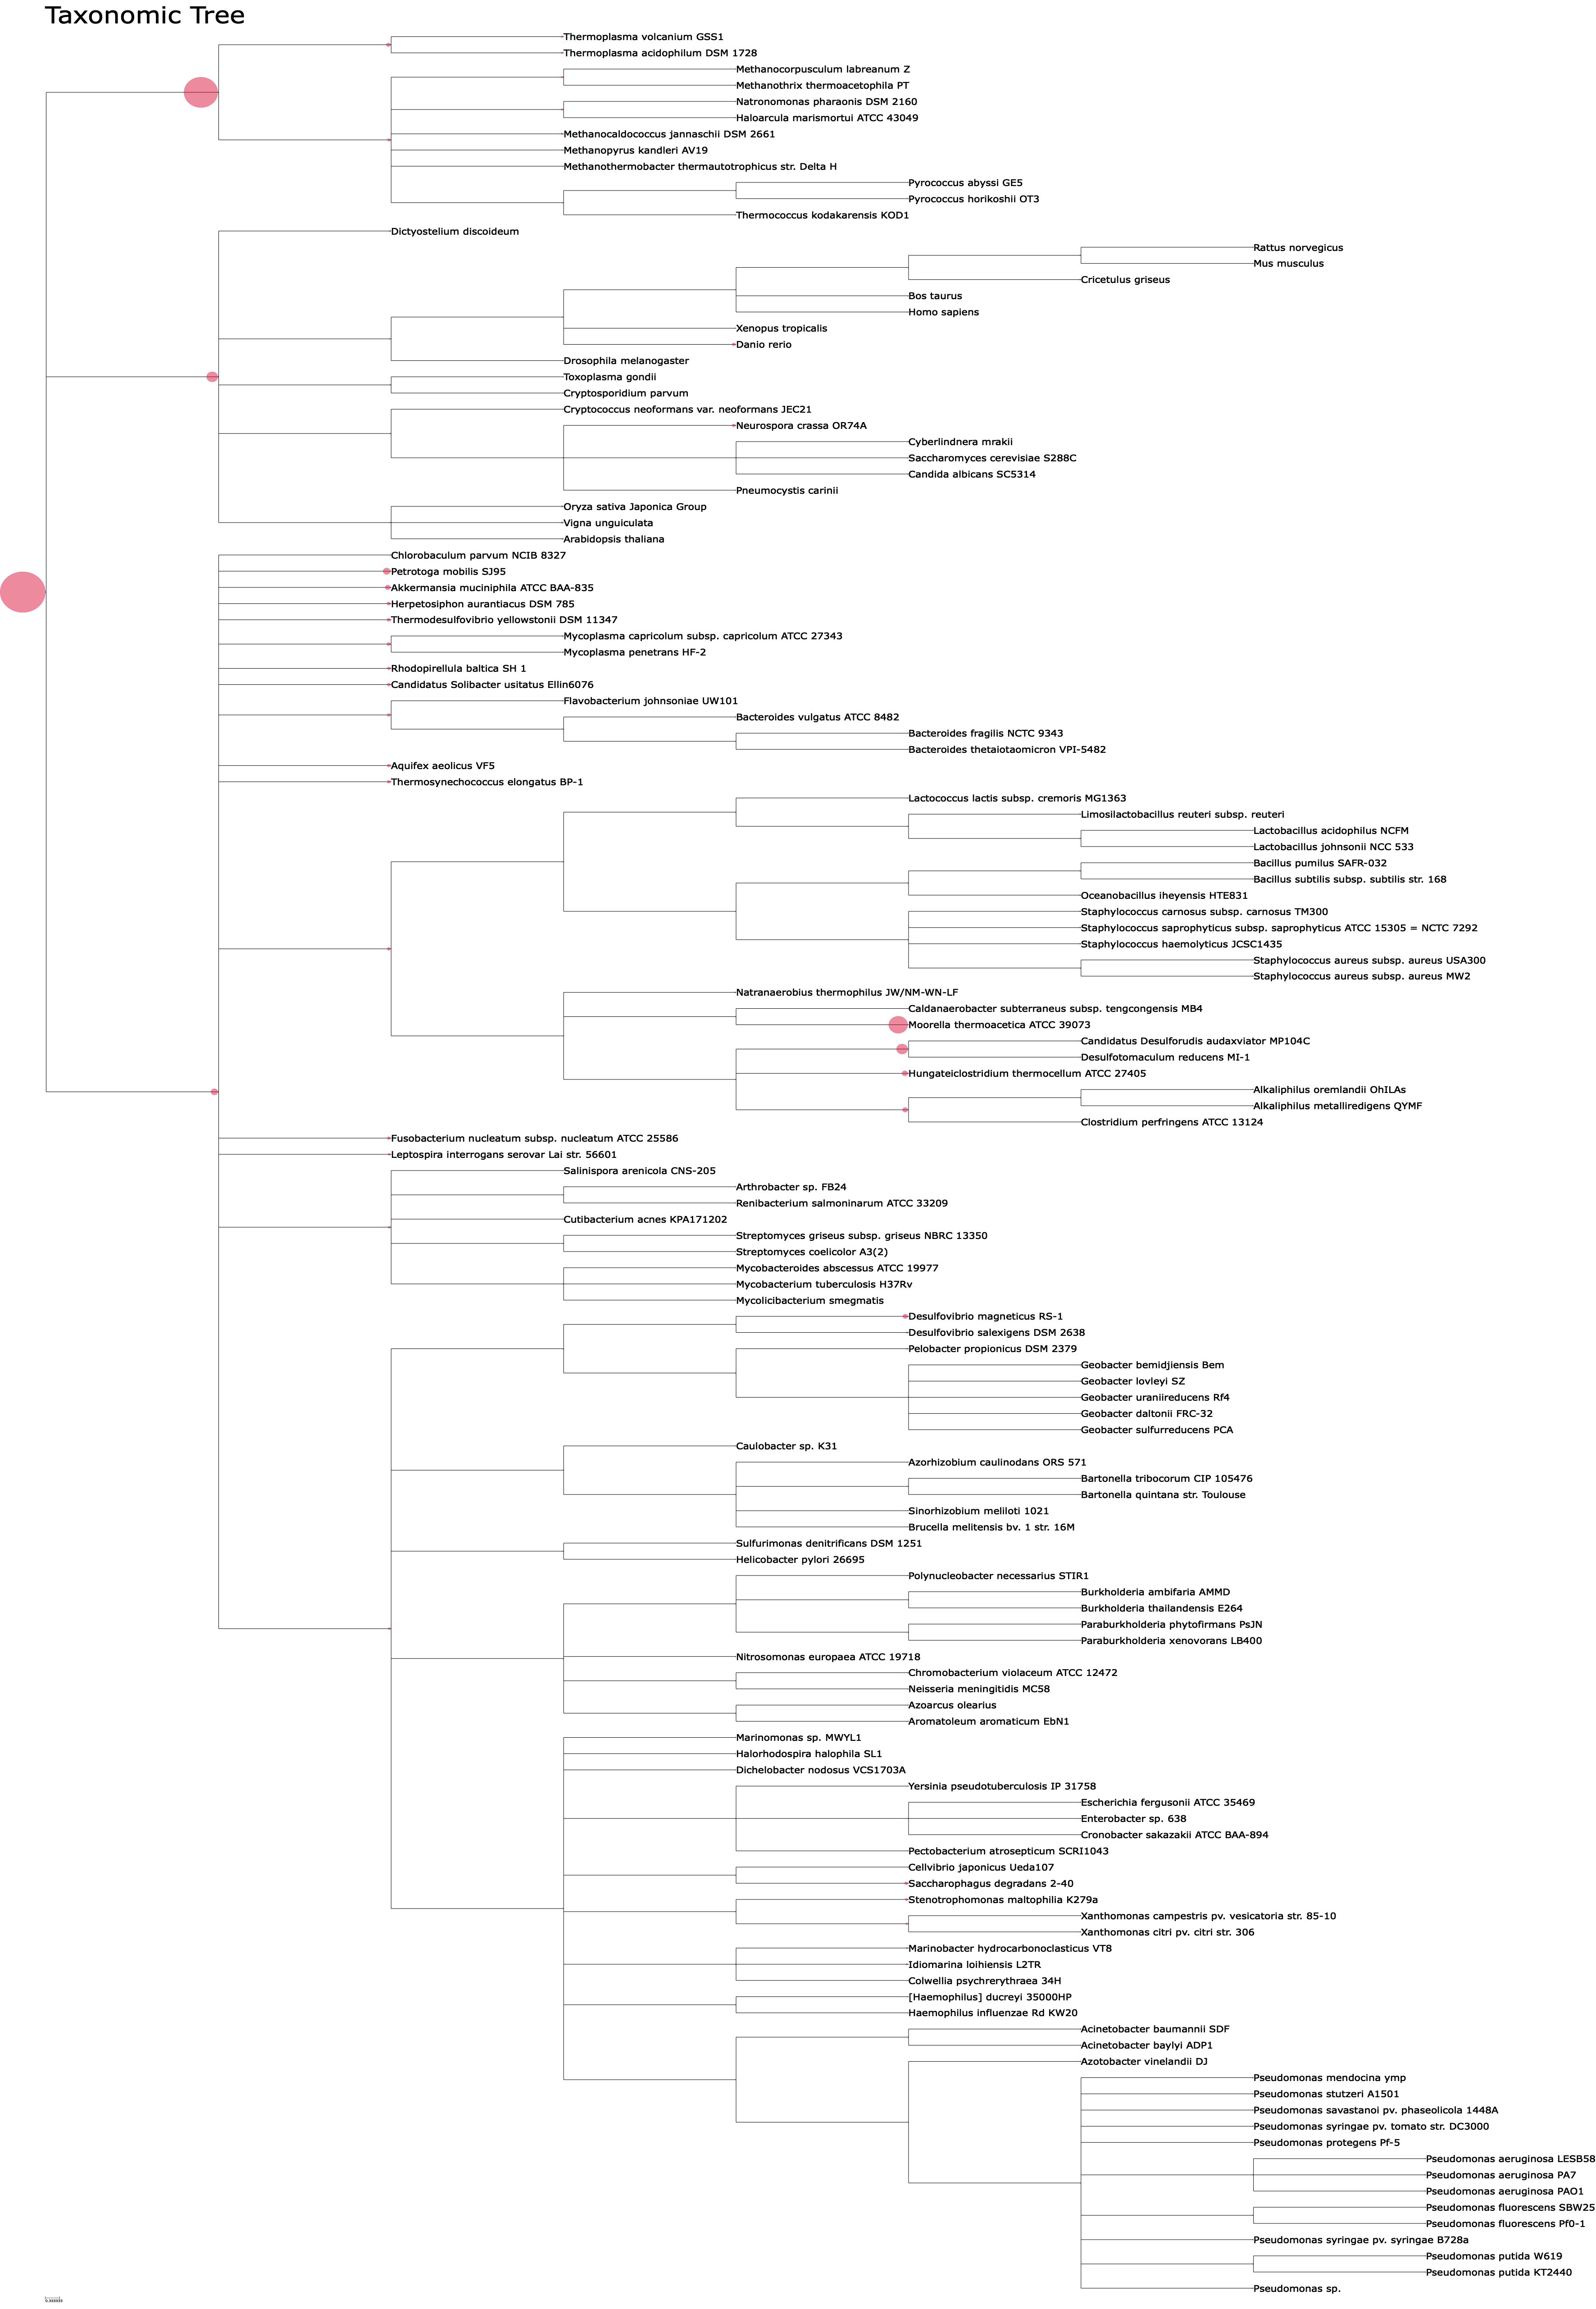 Taxonomic Tree
Thermoplasma volcanium GSS1
Thermoplasma acidophilum DSM 1728
Methanocorpusculum labreanum Z
Methanothrix thermoacetophila PT
Natronomonas pharaonis DSM 2160
Haloarcula marismortui ATCC 43049
Methanocaldococcus jannaschii DSM 2661
Methanopyrus kandleri AV19
Methanothermobacter thermautotrophicus str. Delta H
Pyrococcus abyssi GE5
Pyrococcus horikoshii OT3
Thermococcus kodakarensis KOD1
Dictyostelium discoideum
Rattus norvegicus
Mus musculus
Cricetulus griseus
Bos taurus
Homo sapiens
Xenopus tropicalis
Danio rerio
Drosophila melanogaster
Toxoplasma gondii
Cryptosporidium parvum
Cryptococcus neoformans var. neoformans JEC21
Neurospora crassa OR74A
Cyberlindnera mrakii
Saccharomyces cerevisiae S288C
Candida albicans SC5314
Pneumocystis carinii
Oryza sativa Japonica Group
Vigna unguiculata
Arabidopsis thaliana
Chlorobaculum parvum NCIB 8327
Petrotoga mobilis SJ95
Akkermansia muciniphila ATCC BAA-835
Herpetosiphon aurantiacus DSM 785
Thermodesulfovibrio yellowstonii DSM 11347
Mycoplasma capricolum subsp. capricolum ATCC 27343
Mycoplasma penetrans HF-2
Rhodopirellula baltica SH 1
Candidatus Solibacter usitatus Ellin6076
Flavobacterium johnsoniae UW101
Bacteroides vulgatus ATCC 8482
Bacteroides fragilis NCTC 9343
Bacteroides thetaiotaomicron VPI-5482
Aquifex aeolicus VF5
Thermosynechococcus elongatus BP-1
Lactococcus lactis subsp. cremoris MG1363
Limosilactobacillus reuteri subsp. reuteri
Lactobacillus acidophilus NCFM
Lactobacillus johnsonii NCC 533
Bacillus pumilus SAFR-032
Bacillus subtilis subsp. subtilis str. 168
Oceanobacillus iheyensis HTE831
Staphylococcus carnosus subsp. carnosus TM300
Staphylococcus saprophyticus subsp. saprophyticus ATCC 15305 = NCTC 7292
Staphylococcus haemolyticus JCSC1435
Staphylococcus aureus subsp. aureus USA300
Staphylococcus aureus subsp. aureus MW2
Natranaerobius thermophilus JW/NM-WN-LF
Caldanaerobacter subterraneus subsp. tengcongensis MB4
Moorella thermoacetica ATCC 39073
Candidatus Desulforudis audaxviator MP104C
Desulfotomaculum reducens MI-1
Hungateiclostridium thermocellum ATCC 27405
Alkaliphilus oremlandii OhILAs
Alkaliphilus metalliredigens QYMF
Clostridium perfringens ATCC 13124
Fusobacterium nucleatum subsp. nucleatum ATCC 25586
Leptospira interrogans serovar Lai str. 56601
Salinispora arenicola CNS-205
Arthrobacter sp. FB24
Renibacterium salmoninarum ATCC 33209
Cutibacterium acnes KPA171202
Streptomyces griseus subsp. griseus NBRC 13350
Streptomyces coelicolor A3(2)
Mycobacteroides abscessus ATCC 19977
Mycobacterium tuberculosis H37Rv
Mycolicibacterium smegmatis
Desulfovibrio magneticus RS-1
Desulfovibrio salexigens DSM 2638
Pelobacter propionicus DSM 2379
Geobacter bemidjiensis Bem
Geobacter lovleyi SZ
Geobacter uraniireducens Rf4
Geobacter daltonii FRC-32
Geobacter sulfurreducens PCA
Caulobacter sp. K31
Azorhizobium caulinodans ORS 571
Bartonella tribocorum CIP 105476
Bartonella quintana str. Toulouse
Sinorhizobium meliloti 1021
Brucella melitensis bv. 1 str. 16M
Sulfurimonas denitrificans DSM 1251
Helicobacter pylori 26695
Polynucleobacter necessarius STIR1
Burkholderia ambifaria AMMD
Burkholderia thailandensis E264
Paraburkholderia phytofirmans PsJN
Paraburkholderia xenovorans LB400
Nitrosomonas europaea ATCC 19718
Chromobacterium violaceum ATCC 12472
Neisseria meningitidis MC58
Azoarcus olearius
Aromatoleum aromaticum EbN1
Marinomonas sp. MWYL1
Halorhodospira halophila SL1
Dichelobacter nodosus VCS1703A
Yersinia pseudotuberculosis IP 31758
Escherichia fergusonii ATCC 35469
Enterobacter sp. 638
Cronobacter sakazakii ATCC BAA-894
Pectobacterium atrosepticum SCRI1043
Cellvibrio japonicus Ueda107
Saccharophagus degradans 2-40
Stenotrophomonas maltophilia K279a
Xanthomonas campestris pv. vesicatoria str. 85-10
Xanthomonas citri pv. citri str. 306
Marinobacter hydrocarbonoclasticus VT8
Idiomarina loihiensis L2TR
Colwellia psychrerythraea 34H
[Haemophilus] ducreyi 35000HP
Haemophilus influenzae Rd KW20
Acinetobacter baumannii SDF
Acinetobacter baylyi ADP1
Azotobacter vinelandii DJ
Pseudomonas mendocina ymp
Pseudomonas stutzeri A1501
Pseudomonas savastanoi pv. phaseolicola 1448A
Pseudomonas syringae pv. tomato str. DC3000
Pseudomonas protegens Pf-5
Pseudomonas aeruginosa LESB58
Pseudomonas aeruginosa PA7
Pseudomonas aeruginosa PAO1
Pseudomonas fluorescens SBW25
Pseudomonas fluorescens Pf0-1
Pseudomonas syringae pv. syringae B728a
Pseudomonas putida W619
Pseudomonas putida KT2440
Pseudomonas sp.